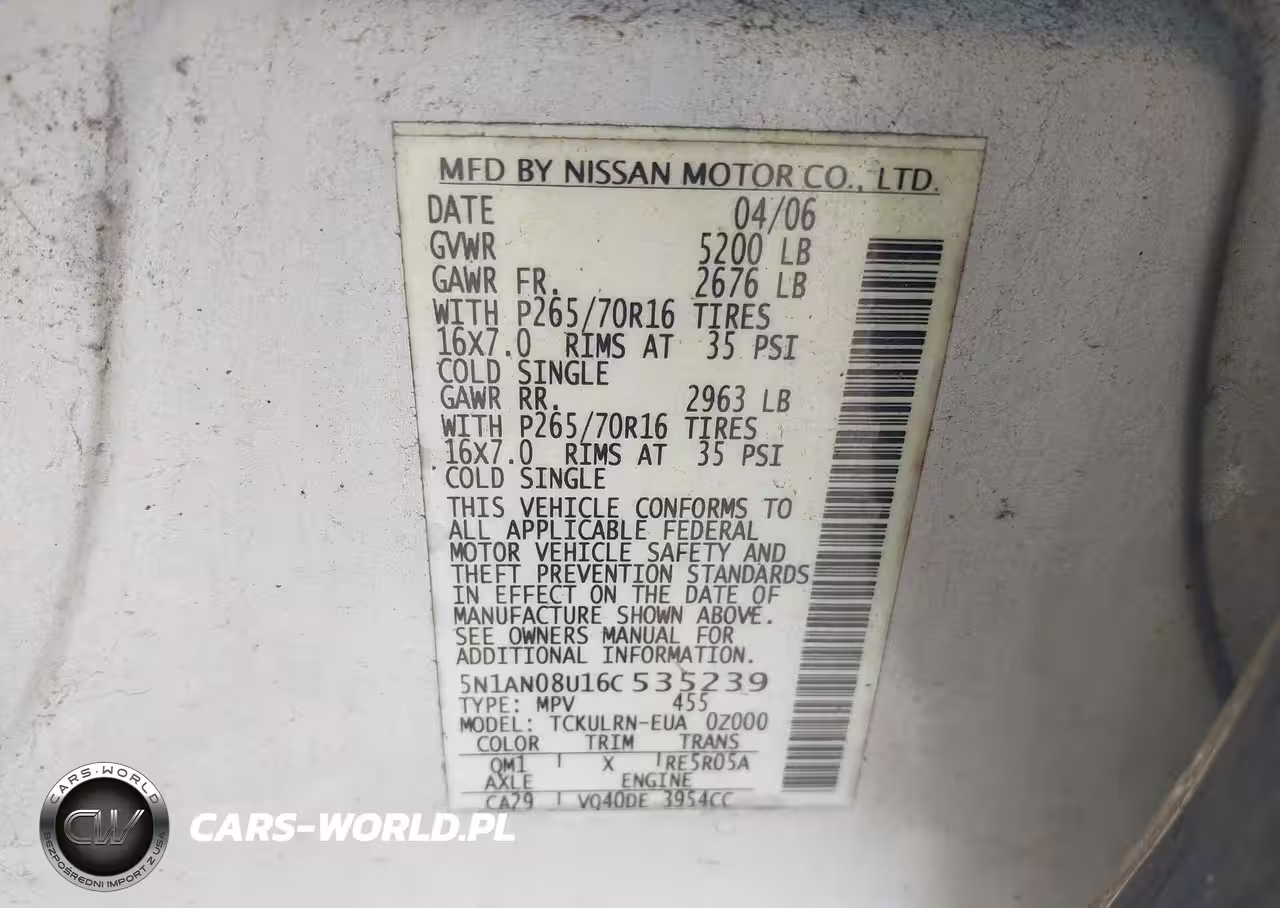 MFD BY NISSAN MOTOR CO., LTD.
DATE 04/06
GVWR 5200 LB
GAWR FR. 2676 LB
WITH P265/70R16 TIRES
16X7.0 RIMS AT 35 PSI
COLD SINGLE
GAWR RR. 2963 LB
WITH P265/70R16 TIRES
16X7.0 RIMS AT 35 PSI
COLD SINGLE
THIS VEHICLE CONFORMS TO
ALL APPLICABLE FEDERAL
MOTOR VEHICLE SAFETY AND
THEFT PREVENTION STANDARDS
IN EFFECT ON THE DATE OF
MANUFACTURE SHOWN ABOVE.
SEE OWNERS MANUAL FOR
ADDITIONAL INFORMATION.
5N1AN08U16C535239
TYPE: MPV 455
MODEL: TCKULRN-EUA 0Z000
COLOR TRIM TRANS
QM1 X RE5R05A
AXLE ENGINE
CA29 VQ40DE 3954CC
CARS-WORLD
CW
BEZPOŚREDNI IMPORT Z USA
CARS-WORLD.PL